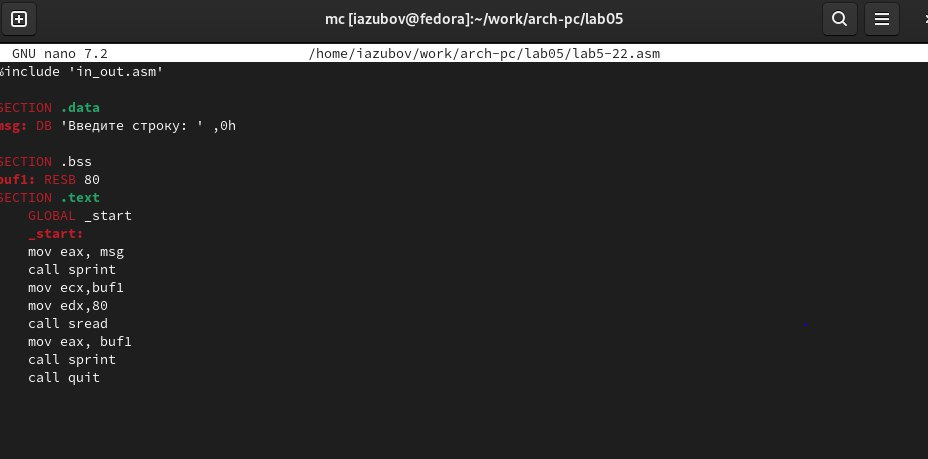 mc [iazubov@fedora]:~/work/arch-pc/lab05
GNU nano 7.2 /home/iazubov/work/arch-pc/lab05/lab5-22.asm
%include 'in_out.asm'
SECTION .data
msg: DB 'Введите строку: ' ,0h
SECTION .bss
buf1: RESB 80
SECTION .text
GLOBAL _start
_start:
mov eax, msg
call sprint
mov ecx,buf1
mov edx,80
call sread
mov eax, buf1
call sprint
call quit